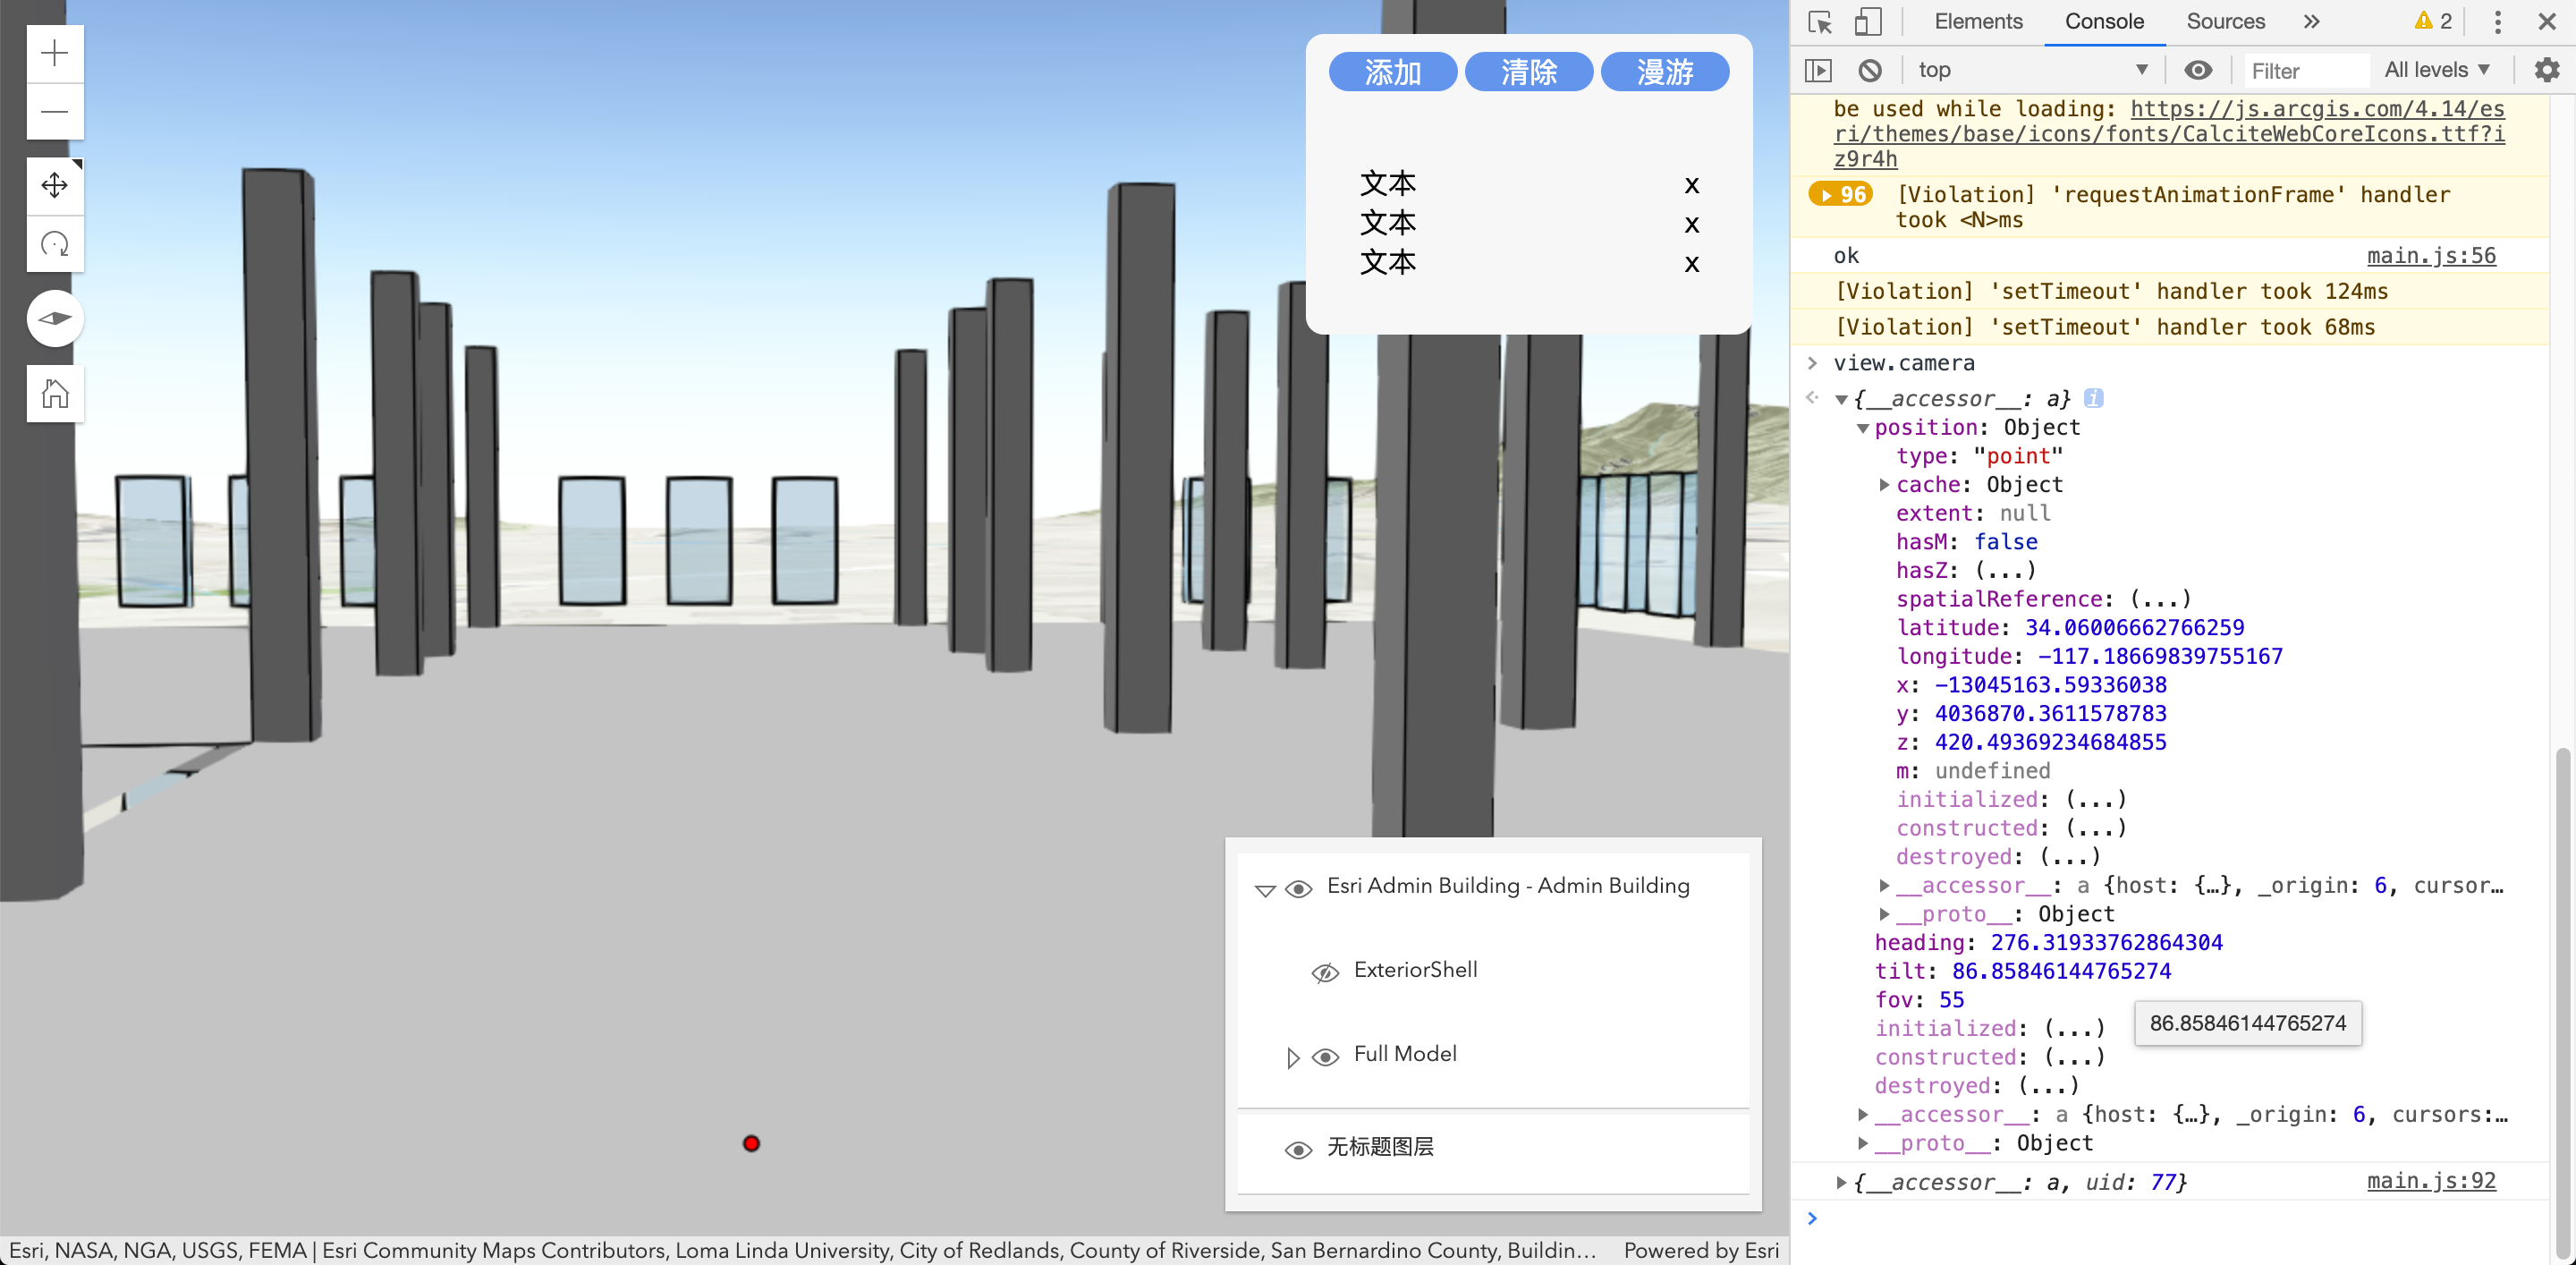 添加 清除 漫游
文本 x
文本 x
文本 x
Esri Admin Building - Admin Building
ExteriorShell
Full Model
无标题图层
Esri, NASA, NGA, USGS, FEMA | Esri Community Maps Contributors, Loma Linda University, City of Redlands, County of Riverside, San Bernardino County, Buildin… Powered by Esri
Elements Console Sources » 2
top Filter All levels
be used while loading: https://js.arcgis.com/4.14/es
ri/themes/base/icons/fonts/CalciteWebCoreIcons.ttf?i
z9r4h
96 [Violation] 'requestAnimationFrame' handler
took <N>ms
ok main.js:56
[Violation] 'setTimeout' handler took 124ms
[Violation] 'setTimeout' handler took 68ms
> view.camera
{__accessor__: a} i
position: Object
type: "point"
cache: Object
extent: null
hasM: false
hasZ: (...)
spatialReference: (...)
latitude: 34.06006662766259
longitude: -117.18669839755167
x: -13045163.59336038
y: 4036870.3611578783
z: 420.49369234684855
m: undefined
initialized: (...)
constructed: (...)
destroyed: (...)
__accessor__: a {host: {…}, _origin: 6, cursor…
__proto__: Object
heading: 276.31933762864304
tilt: 86.85846144765274
fov: 55
initialized: (...)
86.85846144765274
constructed: (...)
destroyed: (...)
__accessor__: a {host: {…}, _origin: 6, cursors:…
__proto__: Object
{__accessor__: a, uid: 77} main.js:92